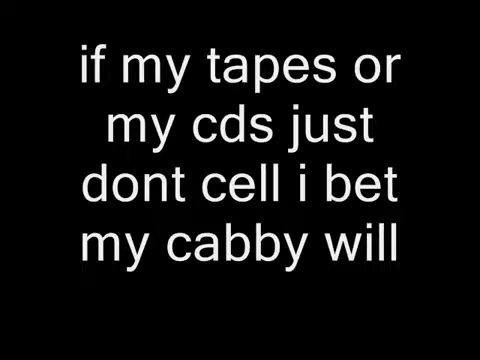 if my tapes or
my cds just
dont cell i bet
my cabby will